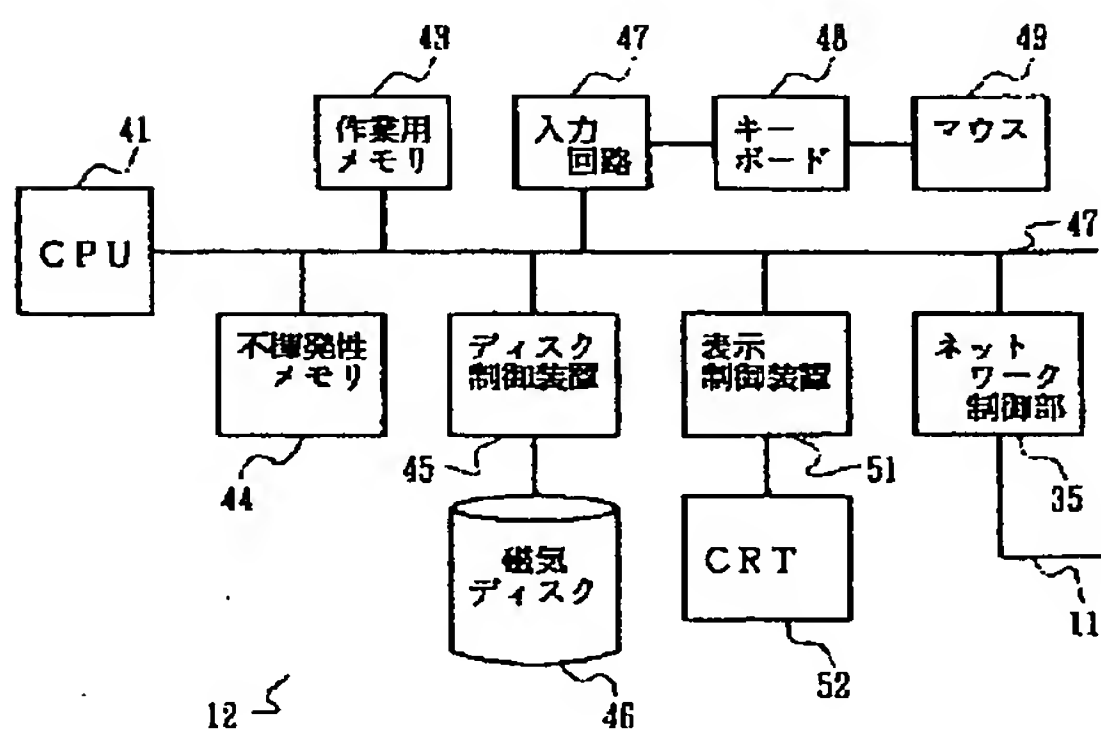 43
47
48
49
41
作業用
メモリ
入力
回路
キー
ボード
マウス
CPU
47
不揮発性
メモリ
ディスク
制御装置
表示
制御装置
ネット
ワーク
制御部
44
45
51
35
磁気
ディスク
CRT
11
12
46
52